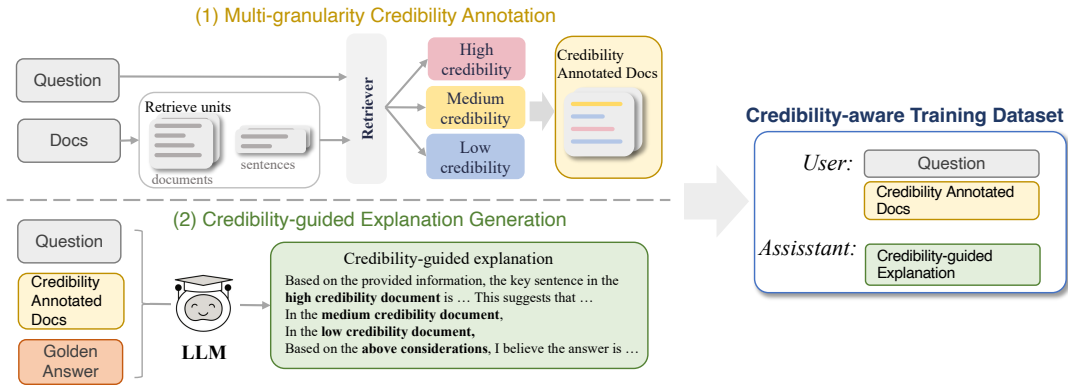 (1) Multi-granularity Credibility Annotation
Question
Docs
Retrieve units
documents
sentences
Retriever
High
credibility
Medium
credibility
Low
credibility
Credibility
Annotated Docs
(2) Credibility-guided Explanation Generation
Question
Credibility
Annotated
Docs
Golden
Answer
LLM
Credibility-guided explanation
Based on the provided information, the key sentence in the
high credibility document is … This suggests that …
In the medium credibility document,
In the low credibility document,
Based on the above considerations, I believe the answer is …
Credibility-aware Training Dataset
User:
Question
Credibility Annotated
Docs
Assisstant:
Credibility-guided
Explanation